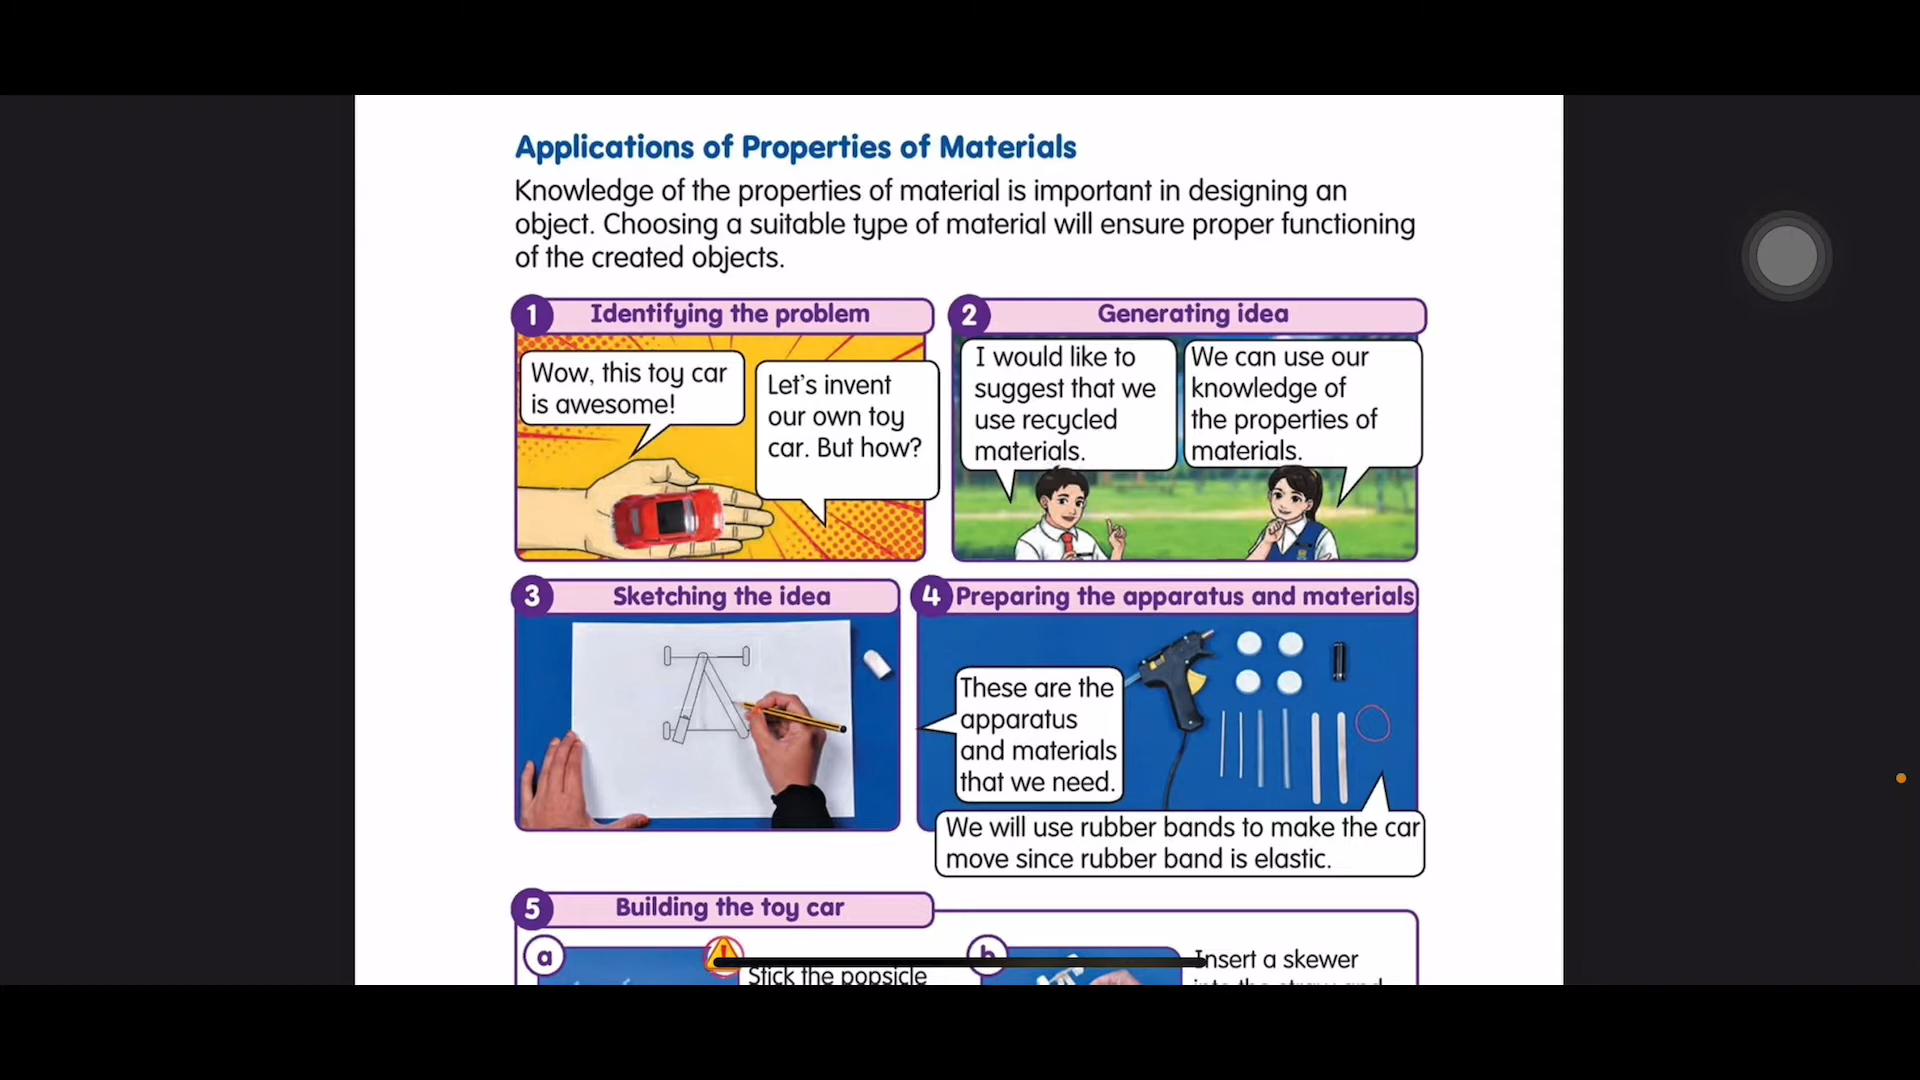 Applications of Properties of Materials
Knowledge of the properties of material is important in designing an
object. Choosing a suitable type of material will ensure proper functioning
of the created objects.
1 Identifying the problem
Wow, this toy car
is awesome!
Let's invent
our own toy
car. But how?
2 Generating idea
I would like to
suggest that we
use recycled
materials.
We can use our
knowledge of
the properties of
materials.
3 Sketching the idea
4 Preparing the apparatus and materials
These are the
apparatus
and materials
that we need.
We will use rubber bands to make the car
move since rubber band is elastic.
5 Building the toy car
a
Stick the popsicle
b
Insert a skewer